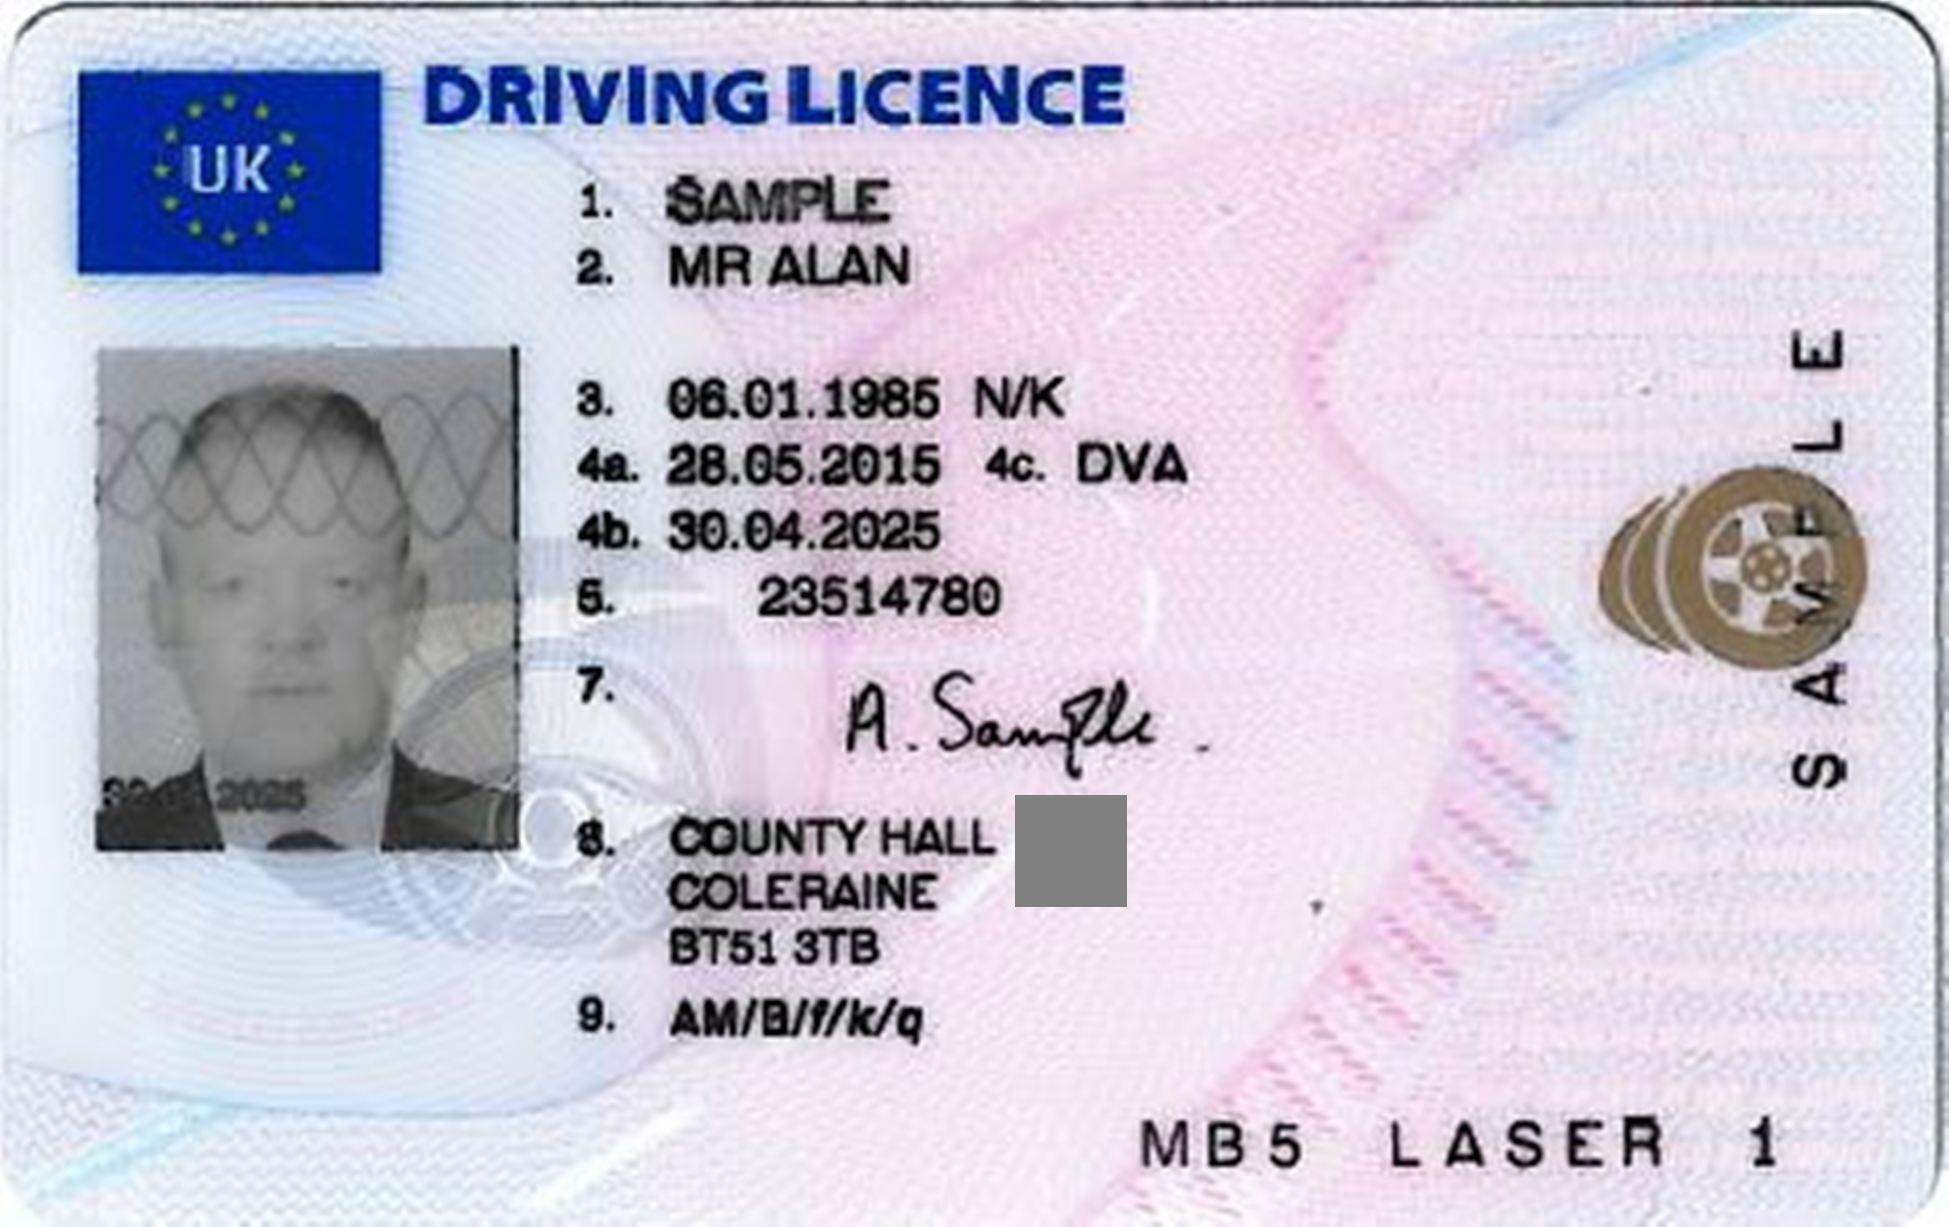 UK
DRIVING LICENCE
1. SAMPLE
2. MR ALAN
3. 06.01.1985 N/K
4a. 28.05.2015 4c. DVA
4b. 30.04.2025
5. 23514780
7. A. Sample.
8. COUNTY HALL
COLERAINE
BT51 3TB
9. AM/B/f/k/q
2025
MB5 LASER 1
SAMPLE